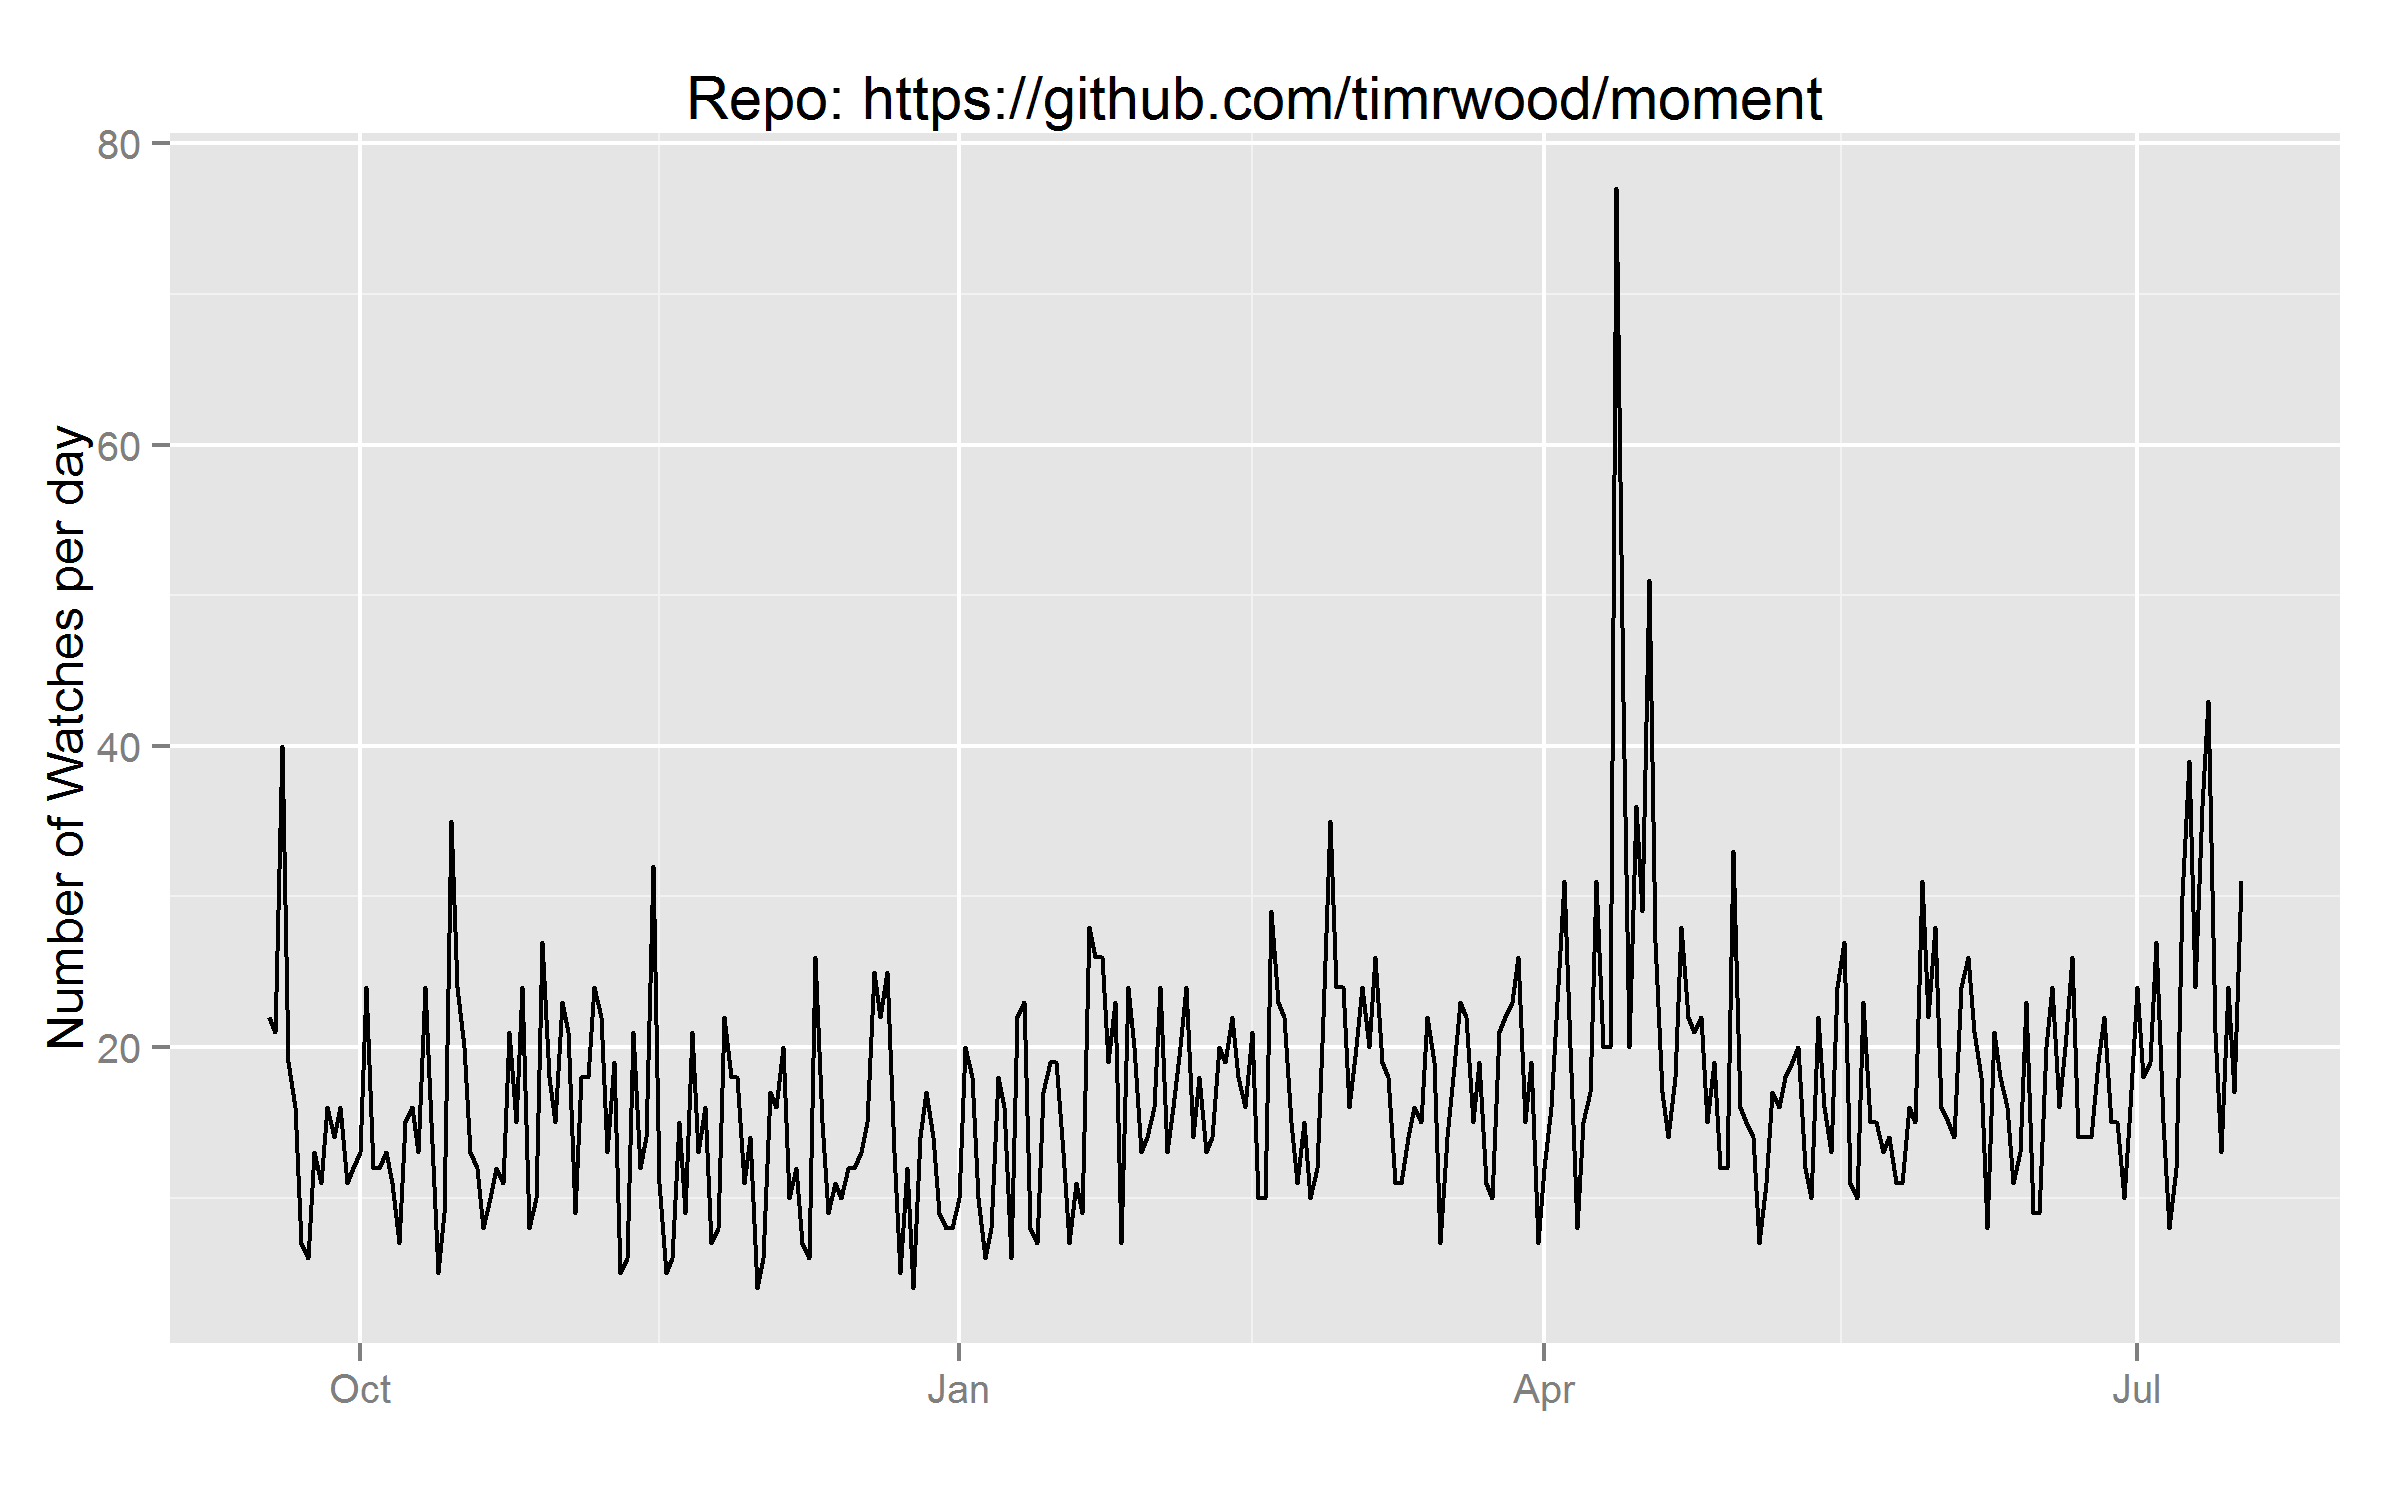 Repo: https://github.com/timrwood/moment
Number of Watches per day
80
60
40
20
Oct
Jan
Apr
Jul